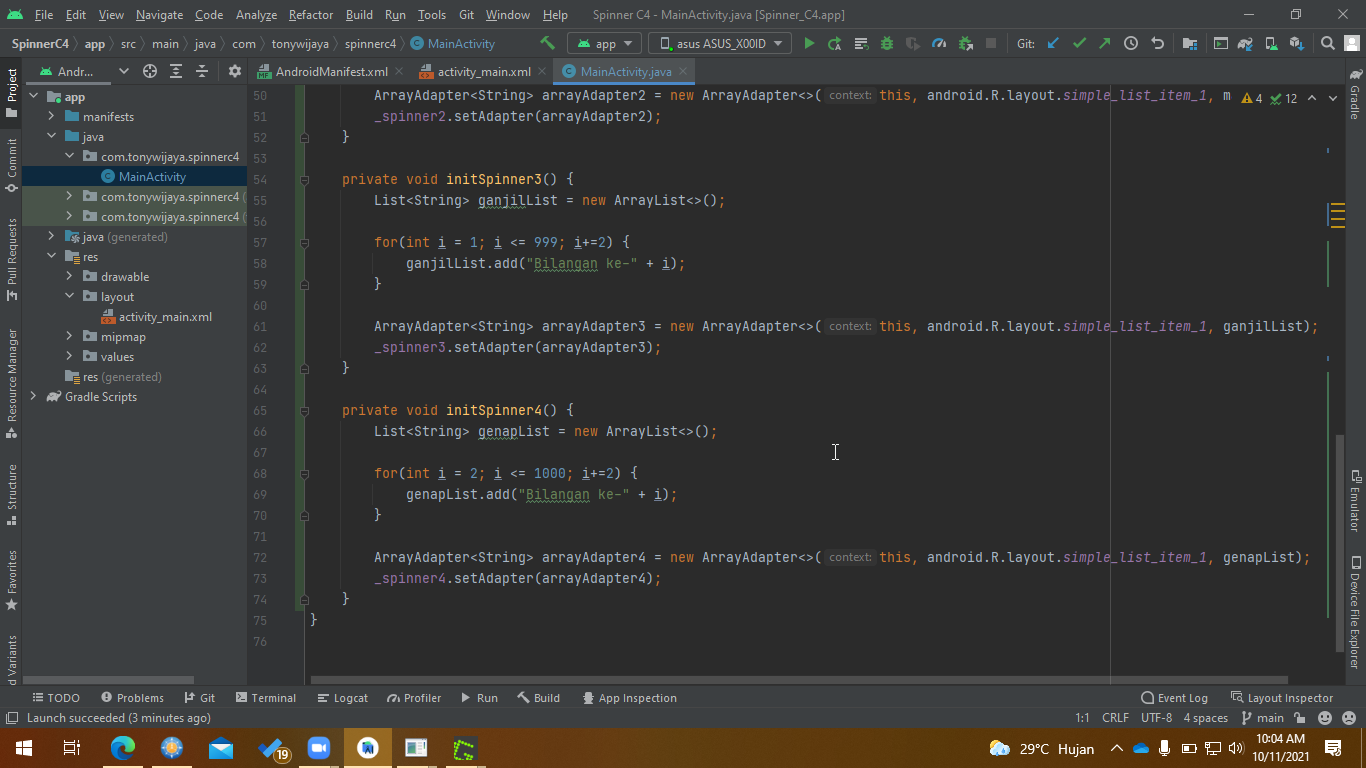 File Edit View Navigate Code Analyze Refactor Build Run Tools Git Window Help Spinner C4 - MainActivity.java [Spinner_C4.app]
SpinnerC4 app src main java com tonywijaya spinnerc4 MainActivity app asus ASUS_X00ID Git:
Andr... AndroidManifest.xml activity_main.xml MainActivity.java
Project
Commit
Pull Requests
Resource Manager
Structure
Favorites
d Variants
app
manifests
java
com.tonywijaya.spinnerc4
MainActivity
com.tonywijaya.spinnerc4
com.tonywijaya.spinnerc4
java (generated)
res
drawable
layout
activity_main.xml
mipmap
values
res (generated)
Gradle Scripts
50 ArrayAdapter<String> arrayAdapter2 = new ArrayAdapter<>( context: this, android.R.layout.simple_list_item_1, m 4 12
51 _spinner2.setAdapter(arrayAdapter2);
52 }
53
54 private void initSpinner3() {
55 List<String> ganjilList = new ArrayList<>();
56
57 for(int i = 1; i <= 999; i+=2) {
58 ganjilList.add("Bilangan ke-" + i);
59 }
60
61 ArrayAdapter<String> arrayAdapter3 = new ArrayAdapter<>( context: this, android.R.layout.simple_list_item_1, ganjilList);
62 _spinner3.setAdapter(arrayAdapter3);
63 }
64
65 private void initSpinner4() {
66 List<String> genapList = new ArrayList<>();
67
68 for(int i = 2; i <= 1000; i+=2) {
69 genapList.add("Bilangan ke-" + i);
70 }
71
72 ArrayAdapter<String> arrayAdapter4 = new ArrayAdapter<>( context: this, android.R.layout.simple_list_item_1, genapList);
73 _spinner4.setAdapter(arrayAdapter4);
74 }
75 }
76
Gradle
Emulator
Device File Explorer
TODO Problems Git Terminal Logcat Profiler Run Build App Inspection Event Log Layout Inspector
Launch succeeded (3 minutes ago) 1:1 CRLF UTF-8 4 spaces main
19 29°C Hujan 10:04 AM
10/11/2021